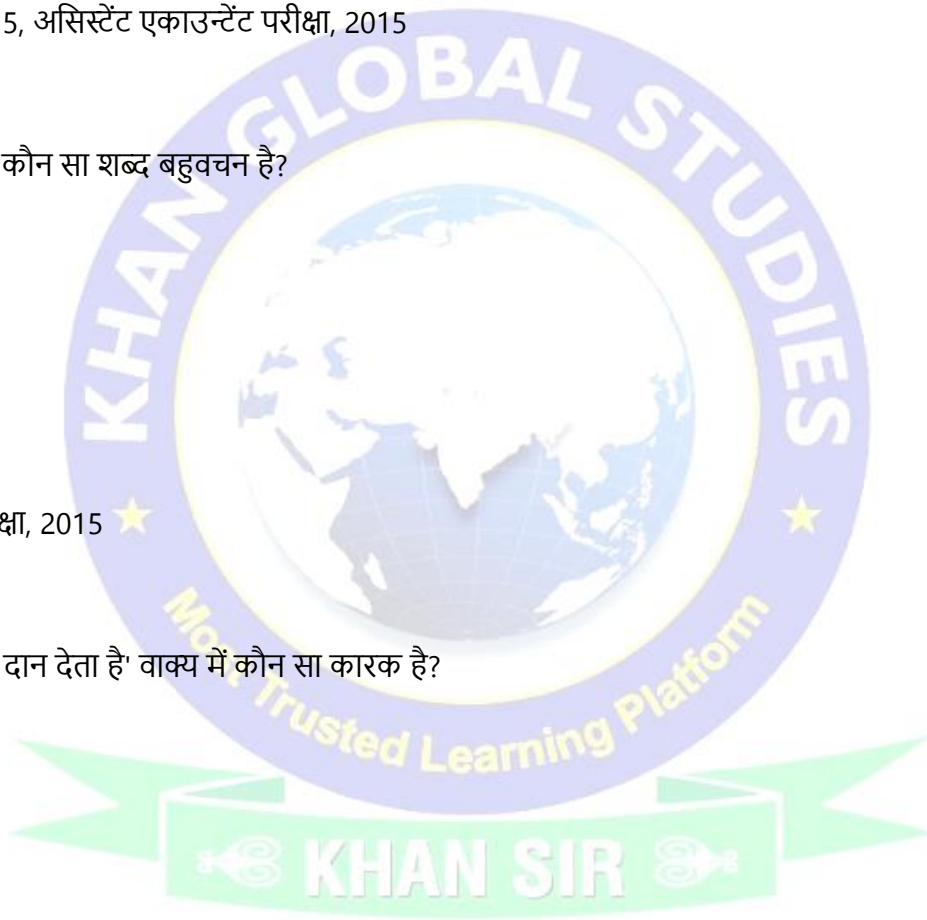 5, असिस्टेंट एकाउन्टेंट परीक्षा, 2015
KHAN GLOBAL STUDIES
कौन सा शब्द बहुवचन है?
क्षा, 2015
दान देता है' वाक्य में कौन सा कारक है?
Most Trusted Learning Platform
KHAN SIR